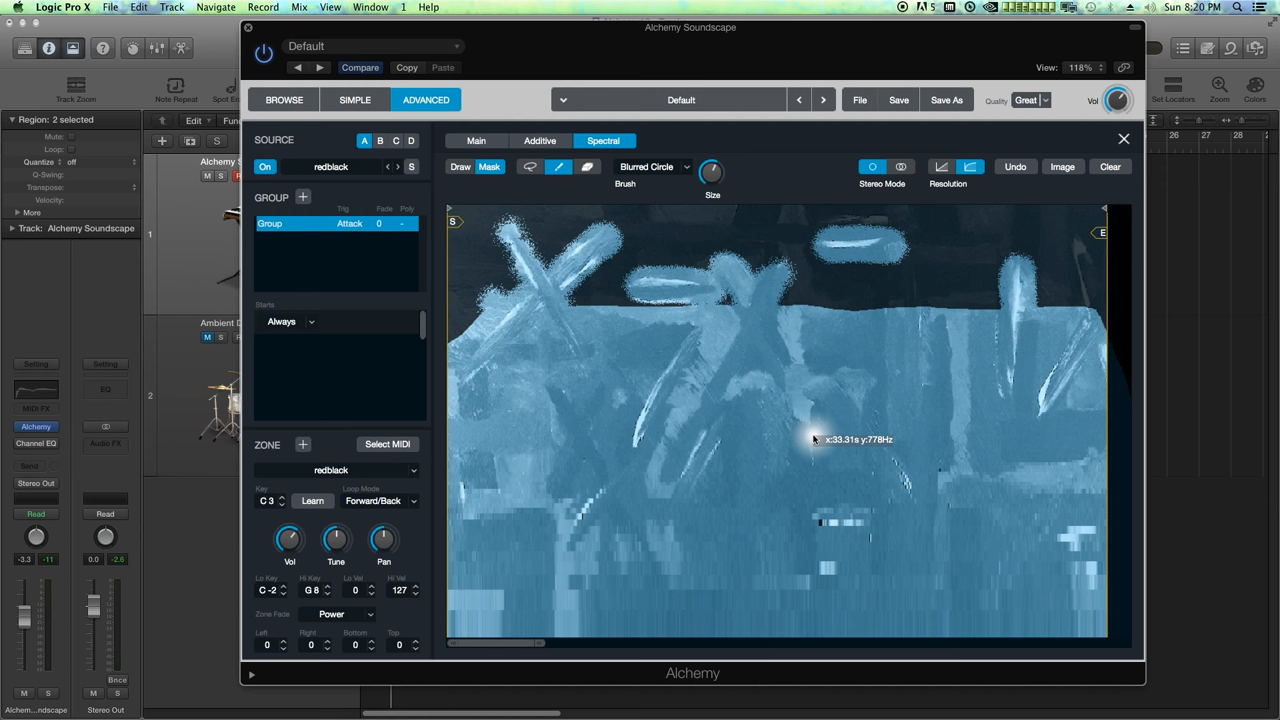 Logic Pro X File Edit Track Navigate Record Mix View Window 1 Help
5 Sun 8:20 PM
Alchemy Soundscape
Default
Compare Copy Paste
View: 118%
Track Zoom
Note Repeat
Set Locators
Zoom
Colors
BROWSE SIMPLE ADVANCED
Default
File Save Save As
Quality Great
Vol
Region: 2 selected
Mute:
Loop:
Quantize off
Q-Swing:
Transpose:
Velocity:
More
Track: Alchemy Soundscape
Edit
26 27 28
1
Alchemy S
M S R
2
Ambient D
M S R
SOURCE A B C D
On redblack S
GROUP +
Trig Fade Poly
Group Attack 0 -
Starts
Always
ZONE + Select MIDI
redblack
Key Loop Mode
C 3 Learn Forward/Back
Vol Tune Pan
Lo Key Hi Key Lo Vel Hi Vel
C -2 G 8 0 127
Zone Fade Power
Left Right Bottom Top
0 0 0 0
Main Additive Spectral
Draw Mask
Blurred Circle
Brush
Size
Stereo Mode
Resolution
Undo Image Clear
S
E
x:33.31s y:778Hz
Alchemy
Setting Setting
EQ
MIDI FX
Alchemy
Channel EQ Audio FX
Send
Stereo Out
Read Read
-3.3 -11 0.0 -2.6
Bnce
M S M S
Alchem...ndscape Stereo Out